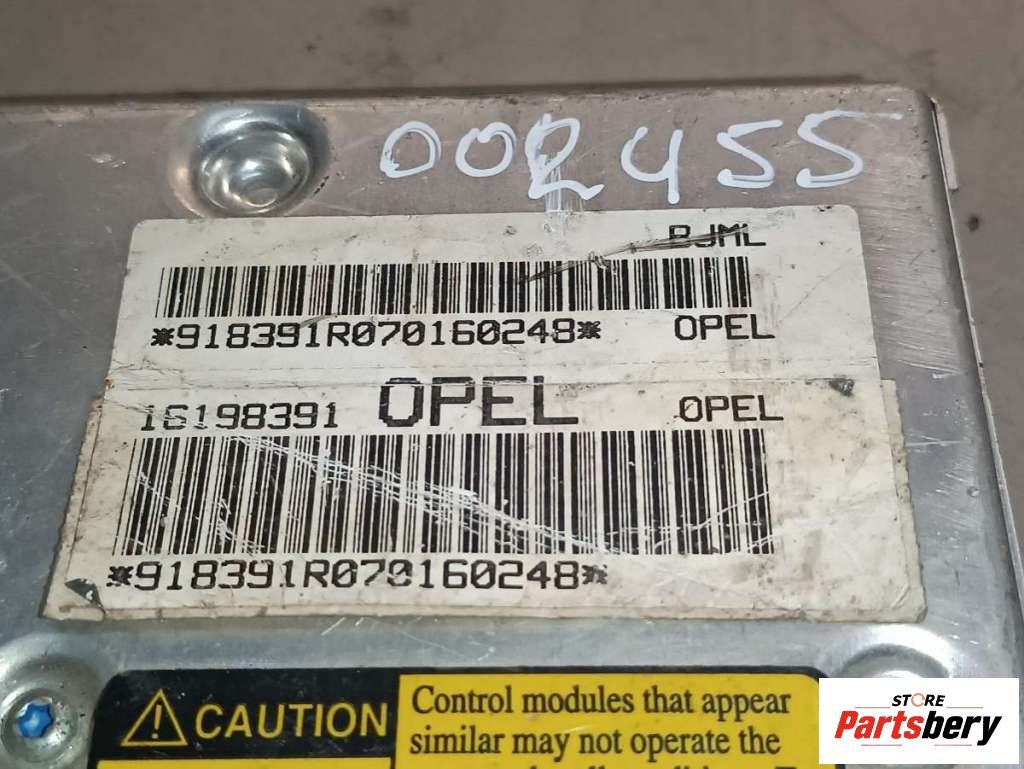 002455
BJML
*918391R070160248* OPEL
16198391 OPEL OPEL
*918391R070160248*
⚠ CAUTION
Control modules that appear
similar may not operate the
STORE
Partsbery